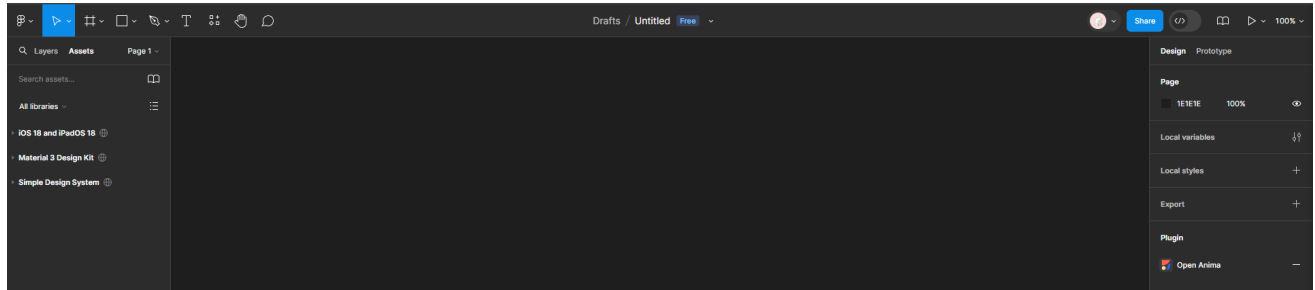 Drafts / Untitled Free
Share
100%
Layers Assets Page 1
Search assets...
All libraries
iOS 18 and iPadOS 18
Material 3 Design Kit
Simple Design System
Design Prototype
Page
1E1E1E 100%
Local variables
Local styles
Export
Plugin
Open Anima